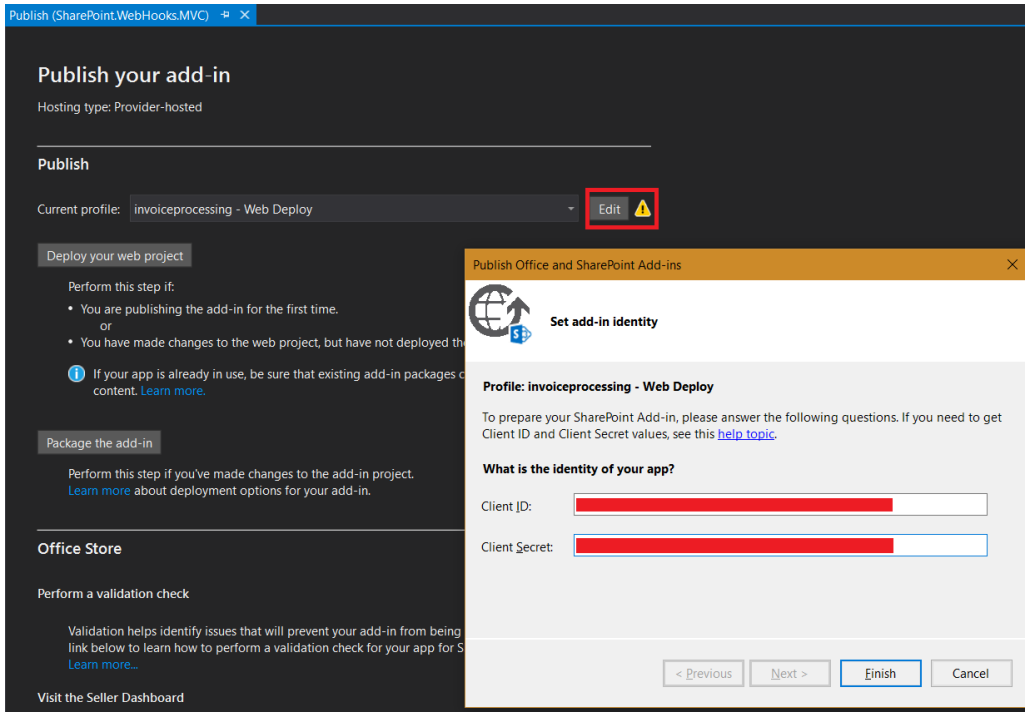 Publish (SharePoint.WebHooks.MVC)
Publish your add-in
Hosting type: Provider-hosted
Publish
Current profile: invoiceprocessing - Web Deploy Edit
Deploy your web project
Perform this step if:
• You are publishing the add-in for the first time.
or
• You have made changes to the web project, but have not deployed
If your app is already in use, be sure that existing add-in packages
content. Learn more.
Package the add-in
Perform this step if you've made changes to the add-in project.
Learn more about deployment options for your add-in.
Office Store
Perform a validation check
Validation helps identify issues that will prevent your add-in from being
link below to learn how to perform a validation check for your app for S
Learn more...
Visit the Seller Dashboard
Publish Office and SharePoint Add-ins
Set add-in identity
Profile: invoiceprocessing - Web Deploy
To prepare your SharePoint Add-in, please answer the following questions. If you need to get
Client ID and Client Secret values, see this help topic.
What is the identity of your app?
Client ID:
Client Secret:
< Previous Next > Finish Cancel